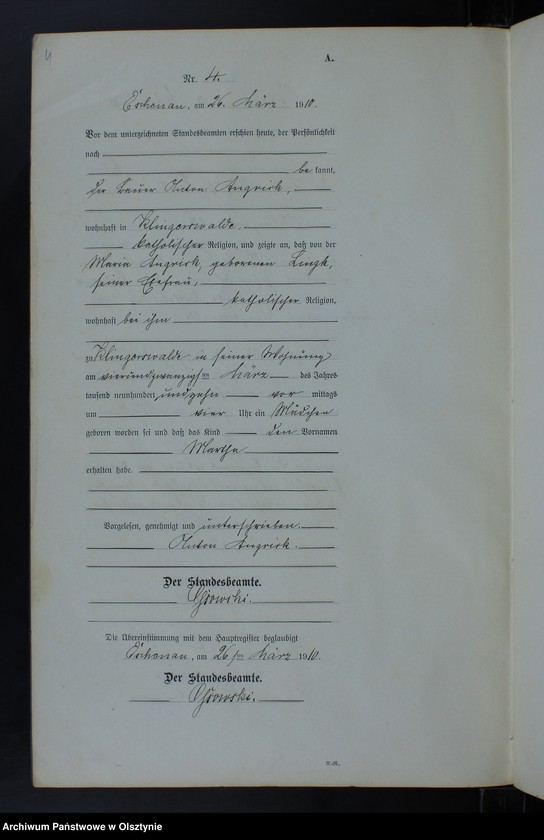 4
A.
Nr. 4.
Eschenau, am 26. März 1910.
Vor dem unterzeichneten Standesbeamten erschien heute, der Persönlichkeit
nach
be kannt,
der Bauer Anton Angrick,
wohnhaft in Klingerswalde,
katholischer Religion, und zeigte an, daß von der
Maria Angrick, geborenen
seiner Ehefrau,
katholischer Religion,
wohnhaft bei ihm
zu Klingerswalde in seiner Wohnung
am vierundzwanzigsten März des Jahres
tausend neunhundert und zehn vor mittags
um vier Uhr ein Mädchen
geboren worden sei und daß das Kind den Vornamen
Martha
erhalten habe.
Vorgelesen, genehmigt und unterschrieben.
Anton Angrick.
Der Standesbeamte.
Die Übereinstimmung mit dem Hauptregister beglaubigt
Eschenau, am 26ten März 1910.
Der Standesbeamte.
Archiwum Państwowe w Olsztynie